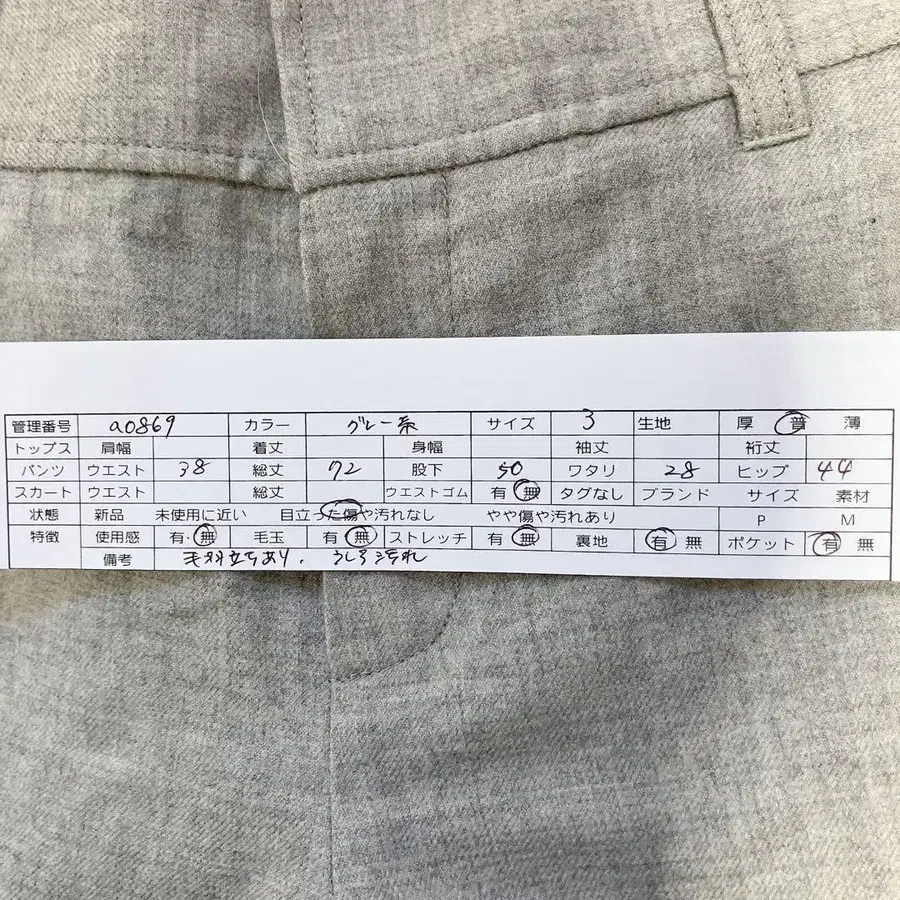 管理番号 a0869 カラー グレー系 サイズ 3 生地 厚 普 薄
トップス 肩幅 着丈 身幅 袖丈 裄丈
パンツ ウエスト 38 総丈 72 股下 50 ワタリ 28 ヒップ 44
スカート ウエスト 総丈 ウエストゴム 有 無 タグなし ブランド サイズ 素材
状態 新品 未使用に近い 目立った傷や汚れなし やや傷や汚れあり P M
特徴 使用感 有・無 毛玉 有 無 ストレッチ 有 無 裏地 有 無 ポケット 有 無
備考 毛羽立ちあり、うしろ汚れ